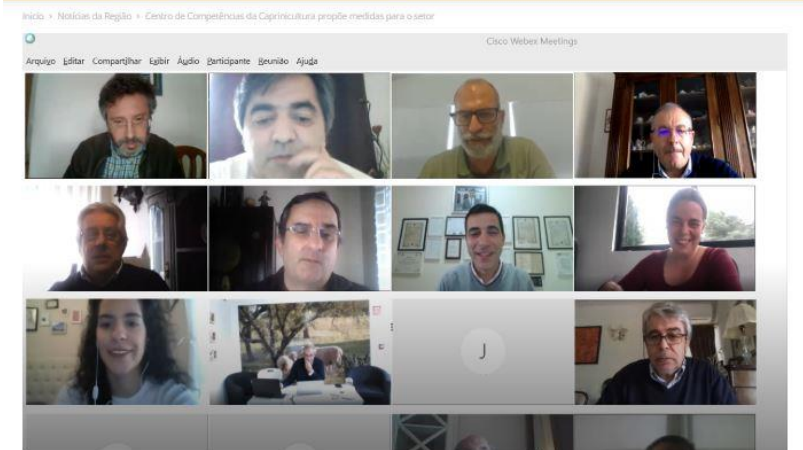 Início > Notícias da Região > Centro de Competências da Caprinicultura propõe medidas para o setor
Cisco Webex Meetings
Arquivo Editar Compartilhar Exibir Áudio Participante Reunião Ajuda
J